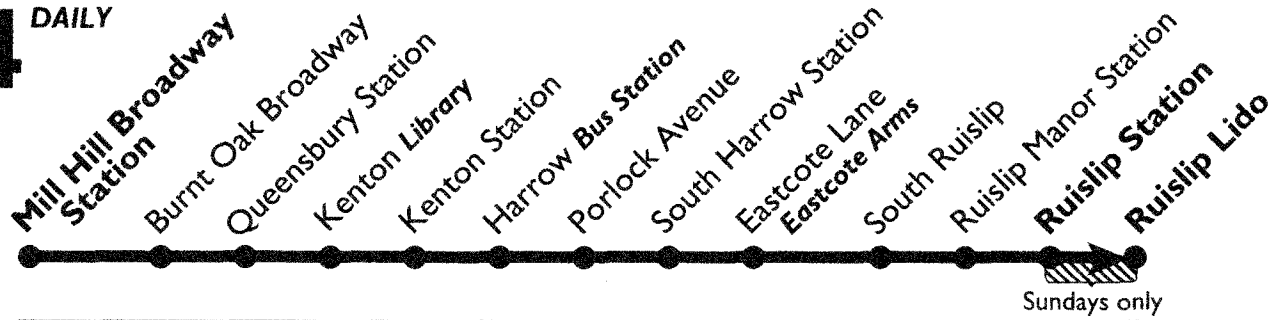 4
DAILY
Mill Hill Broadway
Station
Burnt Oak Broadway
Queensbury Station
Kenton Library
Kenton Station
Harrow Bus Station
Porlock Avenue
South Harrow Station
Eastcote Lane
Eastcote Arms
South Ruislip
Ruislip Manor Station
Ruislip Station
Ruislip Lido
Sundays only